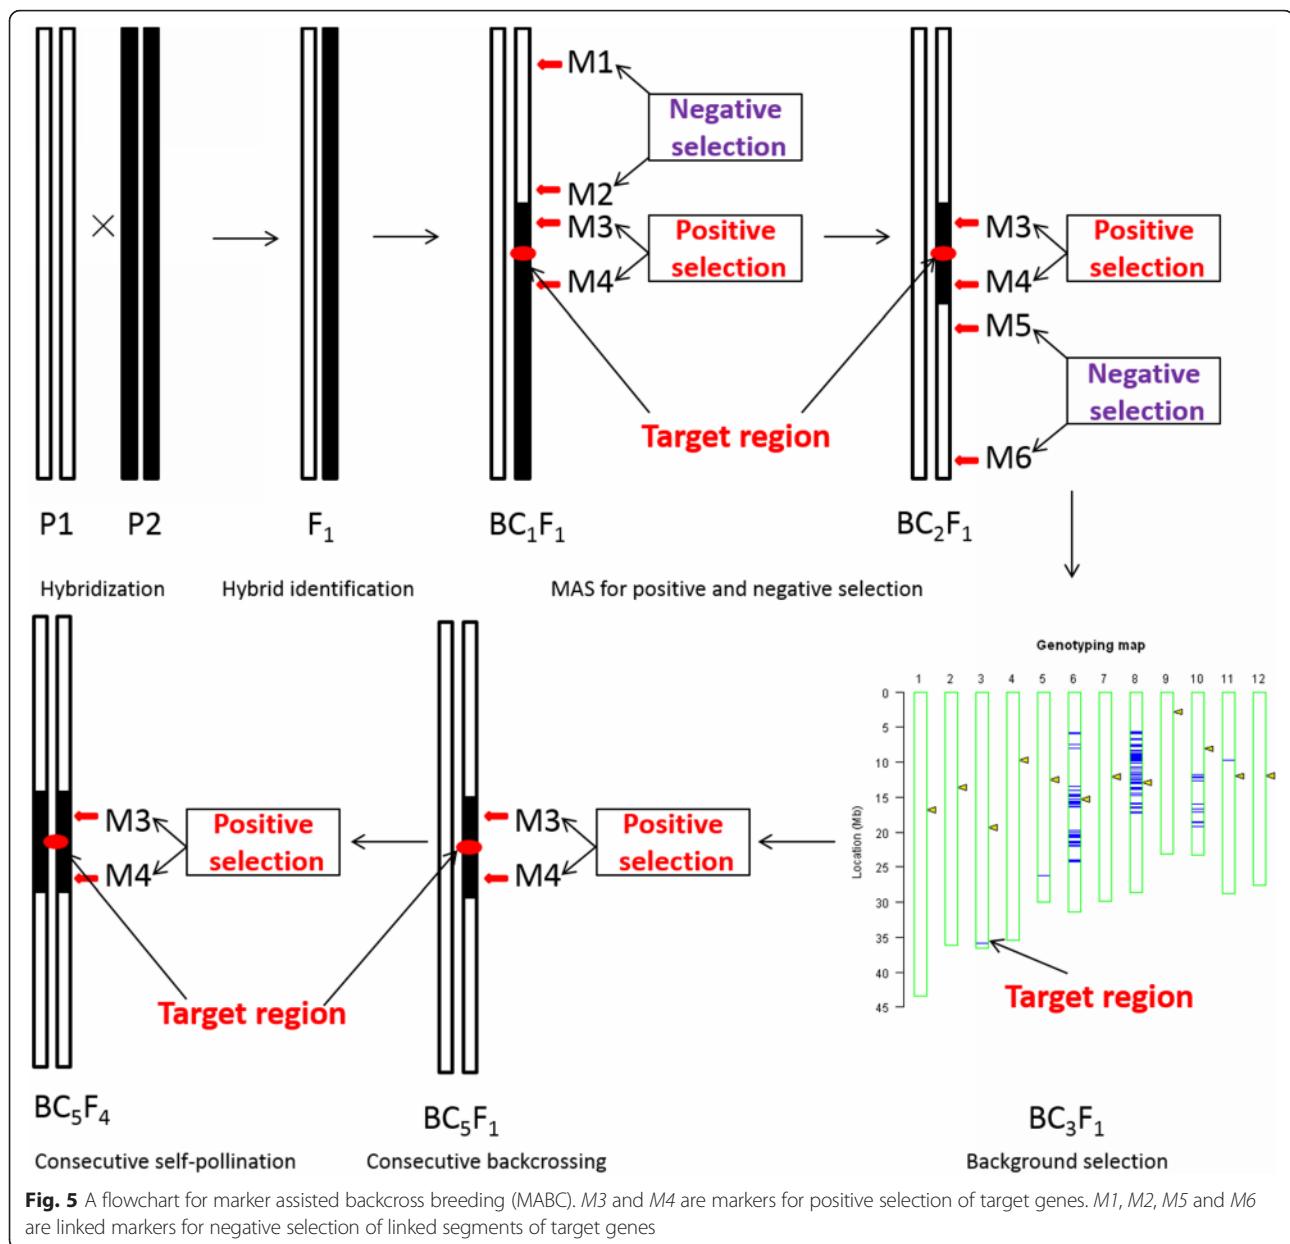 M1
Negative
selection
M2
M3
Positive
selection
M4
Target region
M3
Positive
selection
M4
M5
Negative
selection
M6
×
P1
P2
F1
BC1F1
BC2F1
Hybridization
Hybrid identification
MAS for positive and negative selection
Genotyping map
1 2 3 4 5 6 7 8 9 10 11 12
Location (Mb)
0
5
10
15
20
25
30
35
40
45
Target region
M3
Positive
selection
M4
M3
Positive
selection
M4
Target region
BC5F4
BC5F1
BC3F1
Consecutive self-pollination
Consecutive backcrossing
Background selection
Fig. 5 A flowchart for marker assisted backcross breeding (MABC). M3 and M4 are markers for positive selection of target genes. M1, M2, M5 and M6
are linked markers for negative selection of linked segments of target genes